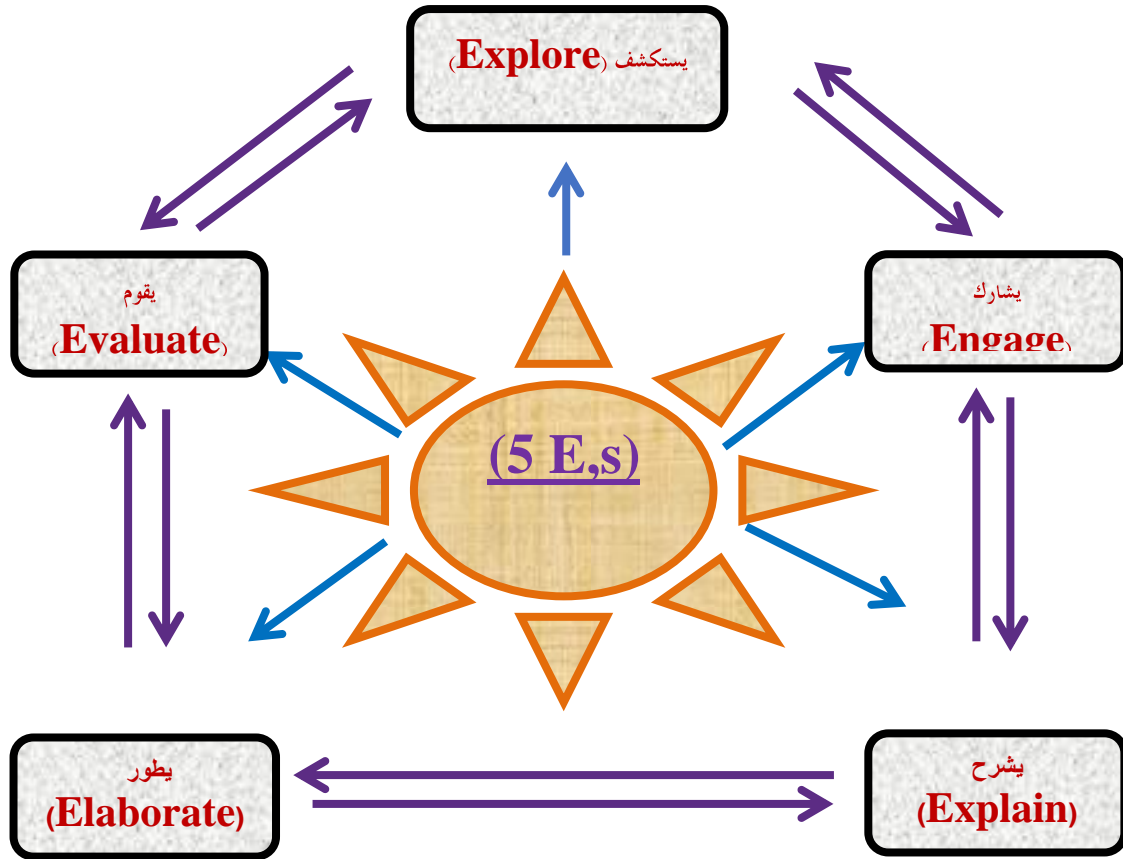 يستكشف (Explore)
يقوم
(Evaluate)
يشارك
(Engage)
(5 E,s)
يطور
(Elaborate)
يشرح
(Explain)